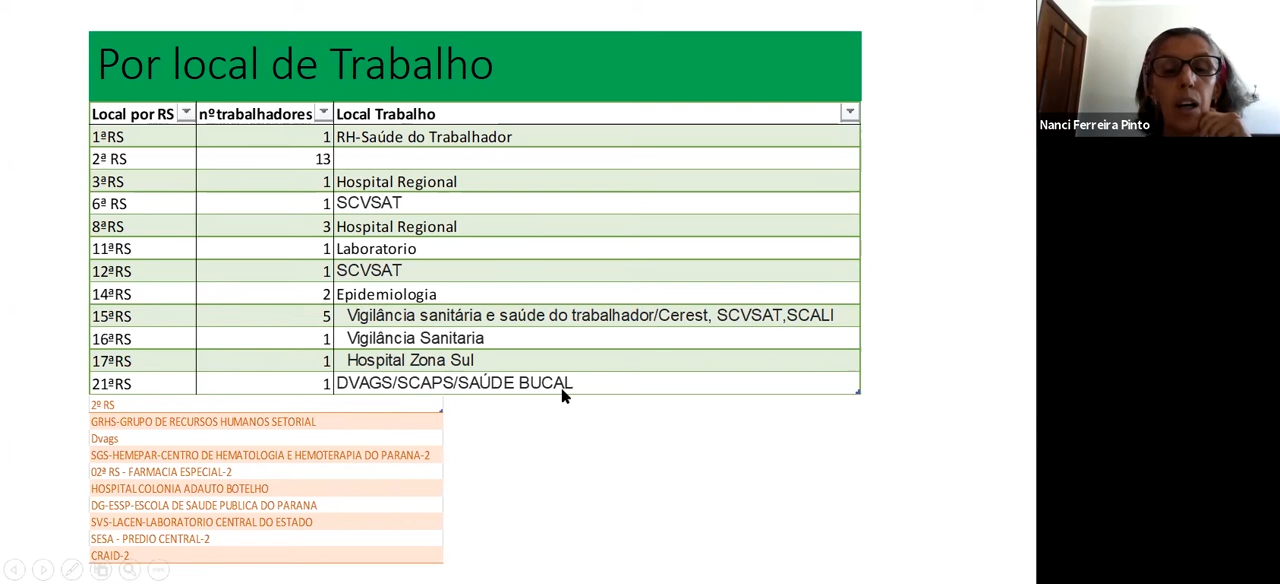 Por local de Trabalho
Local por RS nº trabalhadores Local Trabalho
1ªRS 1 RH-Saúde do Trabalhador
2ª RS 13
3ªRS 1 Hospital Regional
6ª RS 1 SCVSAT
8ªRS 3 Hospital Regional
11ªRS 1 Laboratorio
12ªRS 1 SCVSAT
14ªRS 2 Epidemiologia
15ªRS 5 Vigilância sanitária e saúde do trabalhador/Cerest, SCVSAT,SCALI
16ªRS 1 Vigilância Sanitaria
17ªRS 1 Hospital Zona Sul
21ªRS 1 DVAGS/SCAPS/SAÚDE BUCAL
2º RS
GRHS-GRUPO DE RECURSOS HUMANOS SETORIAL
Dvags
SGS-HEMEPAR-CENTRO DE HEMATOLOGIA E HEMOTERAPIA DO PARANA-2
02ª RS - FARMACIA ESPECIAL-2
HOSPITAL COLONIA ADAUTO BOTELHO
DG-ESSP-ESCOLA DE SAUDE PUBLICA DO PARANA
SVS-LACEN-LABORATORIO CENTRAL DO ESTADO
SESA - PREDIO CENTRAL-2
CRAID-2
Nanci Ferreira Pinto